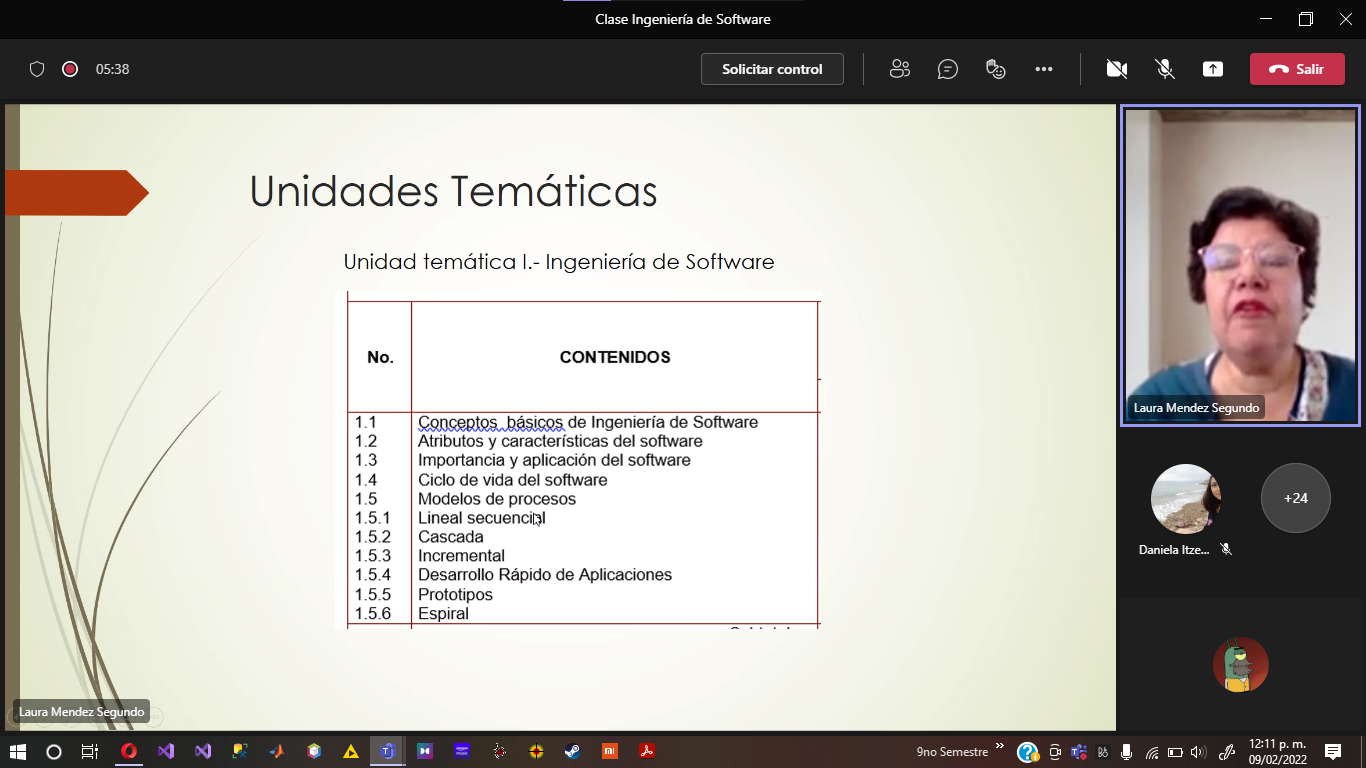 Clase Ingeniería de Software
05:38
Solicitar control
Salir
Unidades Temáticas
Unidad temática I.- Ingeniería de Software
No. CONTENIDOS
1.1 Conceptos básicos de Ingeniería de Software
1.2 Atributos y características del software
1.3 Importancia y aplicación del software
1.4 Ciclo de vida del software
1.5 Modelos de procesos
1.5.1 Lineal secuencial
1.5.2 Cascada
1.5.3 Incremental
1.5.4 Desarrollo Rápido de Aplicaciones
1.5.5 Prototipos
1.5.6 Espiral
Laura Mendez Segundo
Laura Mendez Segundo
Daniela Itze...
+24
9no Semestre
12:11 p. m.
09/02/2022